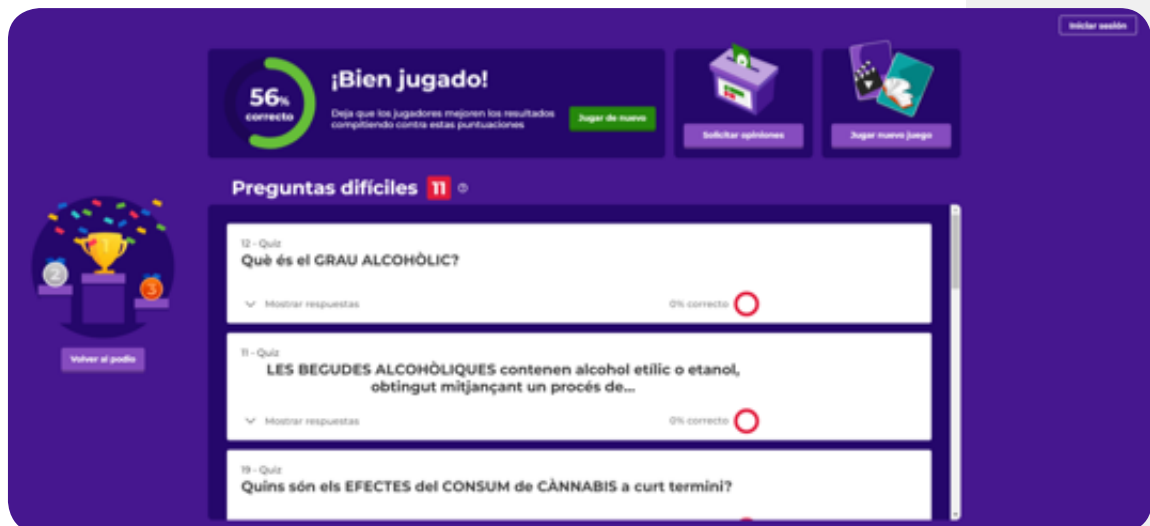 Iniciar sesión
56%
correcto
¡Bien jugado!
Deja que los jugadores mejoren los resultados
compitiendo contra estas puntuaciones
Jugar de nuevo
Solicitar opiniones
Jugar nuevo juego
Preguntas difíciles 11
12 - Quiz
Què és el GRAU ALCOHÒLIC?
Mostrar respuestas
0% correcto
11 - Quiz
LES BEGUDES ALCOHÒLIQUES contenen alcohol etílic o etanol,
obtingut mitjançant un procés de...
Mostrar respuestas
0% correcto
19 - Quiz
Quins són els EFECTES del CONSUM de CÀNNABIS a curt termini?
1
2
3
Volver al podio